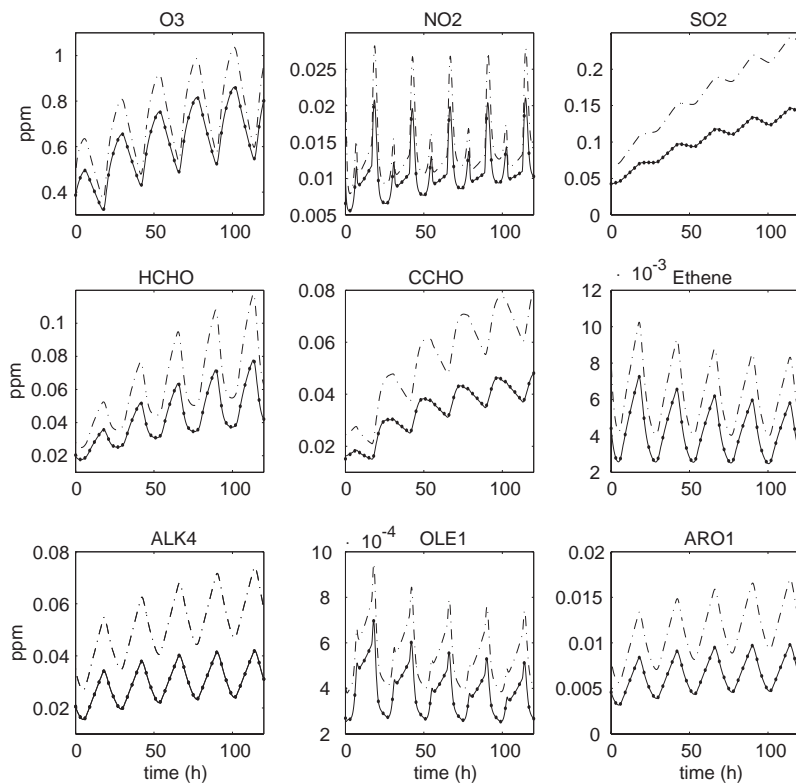 O3
NO2
SO2
ppm
1
0.8
0.6
0.4
0 50 100
0.025
0.02
0.015
0.01
0.005
0 50 100
0.2
0.15
0.1
0.05
0
0 50 100
HCHO
CCHO
· 10⁻³ Ethene
ppm
0.1
0.08
0.06
0.04
0.02
0 50 100
0.08
0.06
0.04
0.02
0 50 100
12
10
8
6
4
2
0 50 100
ALK4
· 10⁻⁴ OLE1
ARO1
ppm
0.08
0.06
0.04
0.02
0 50 100
time (h)
10
8
6
4
2
0 50 100
time (h)
0.02
0.015
0.01
0.005
0
0 50 100
time (h)